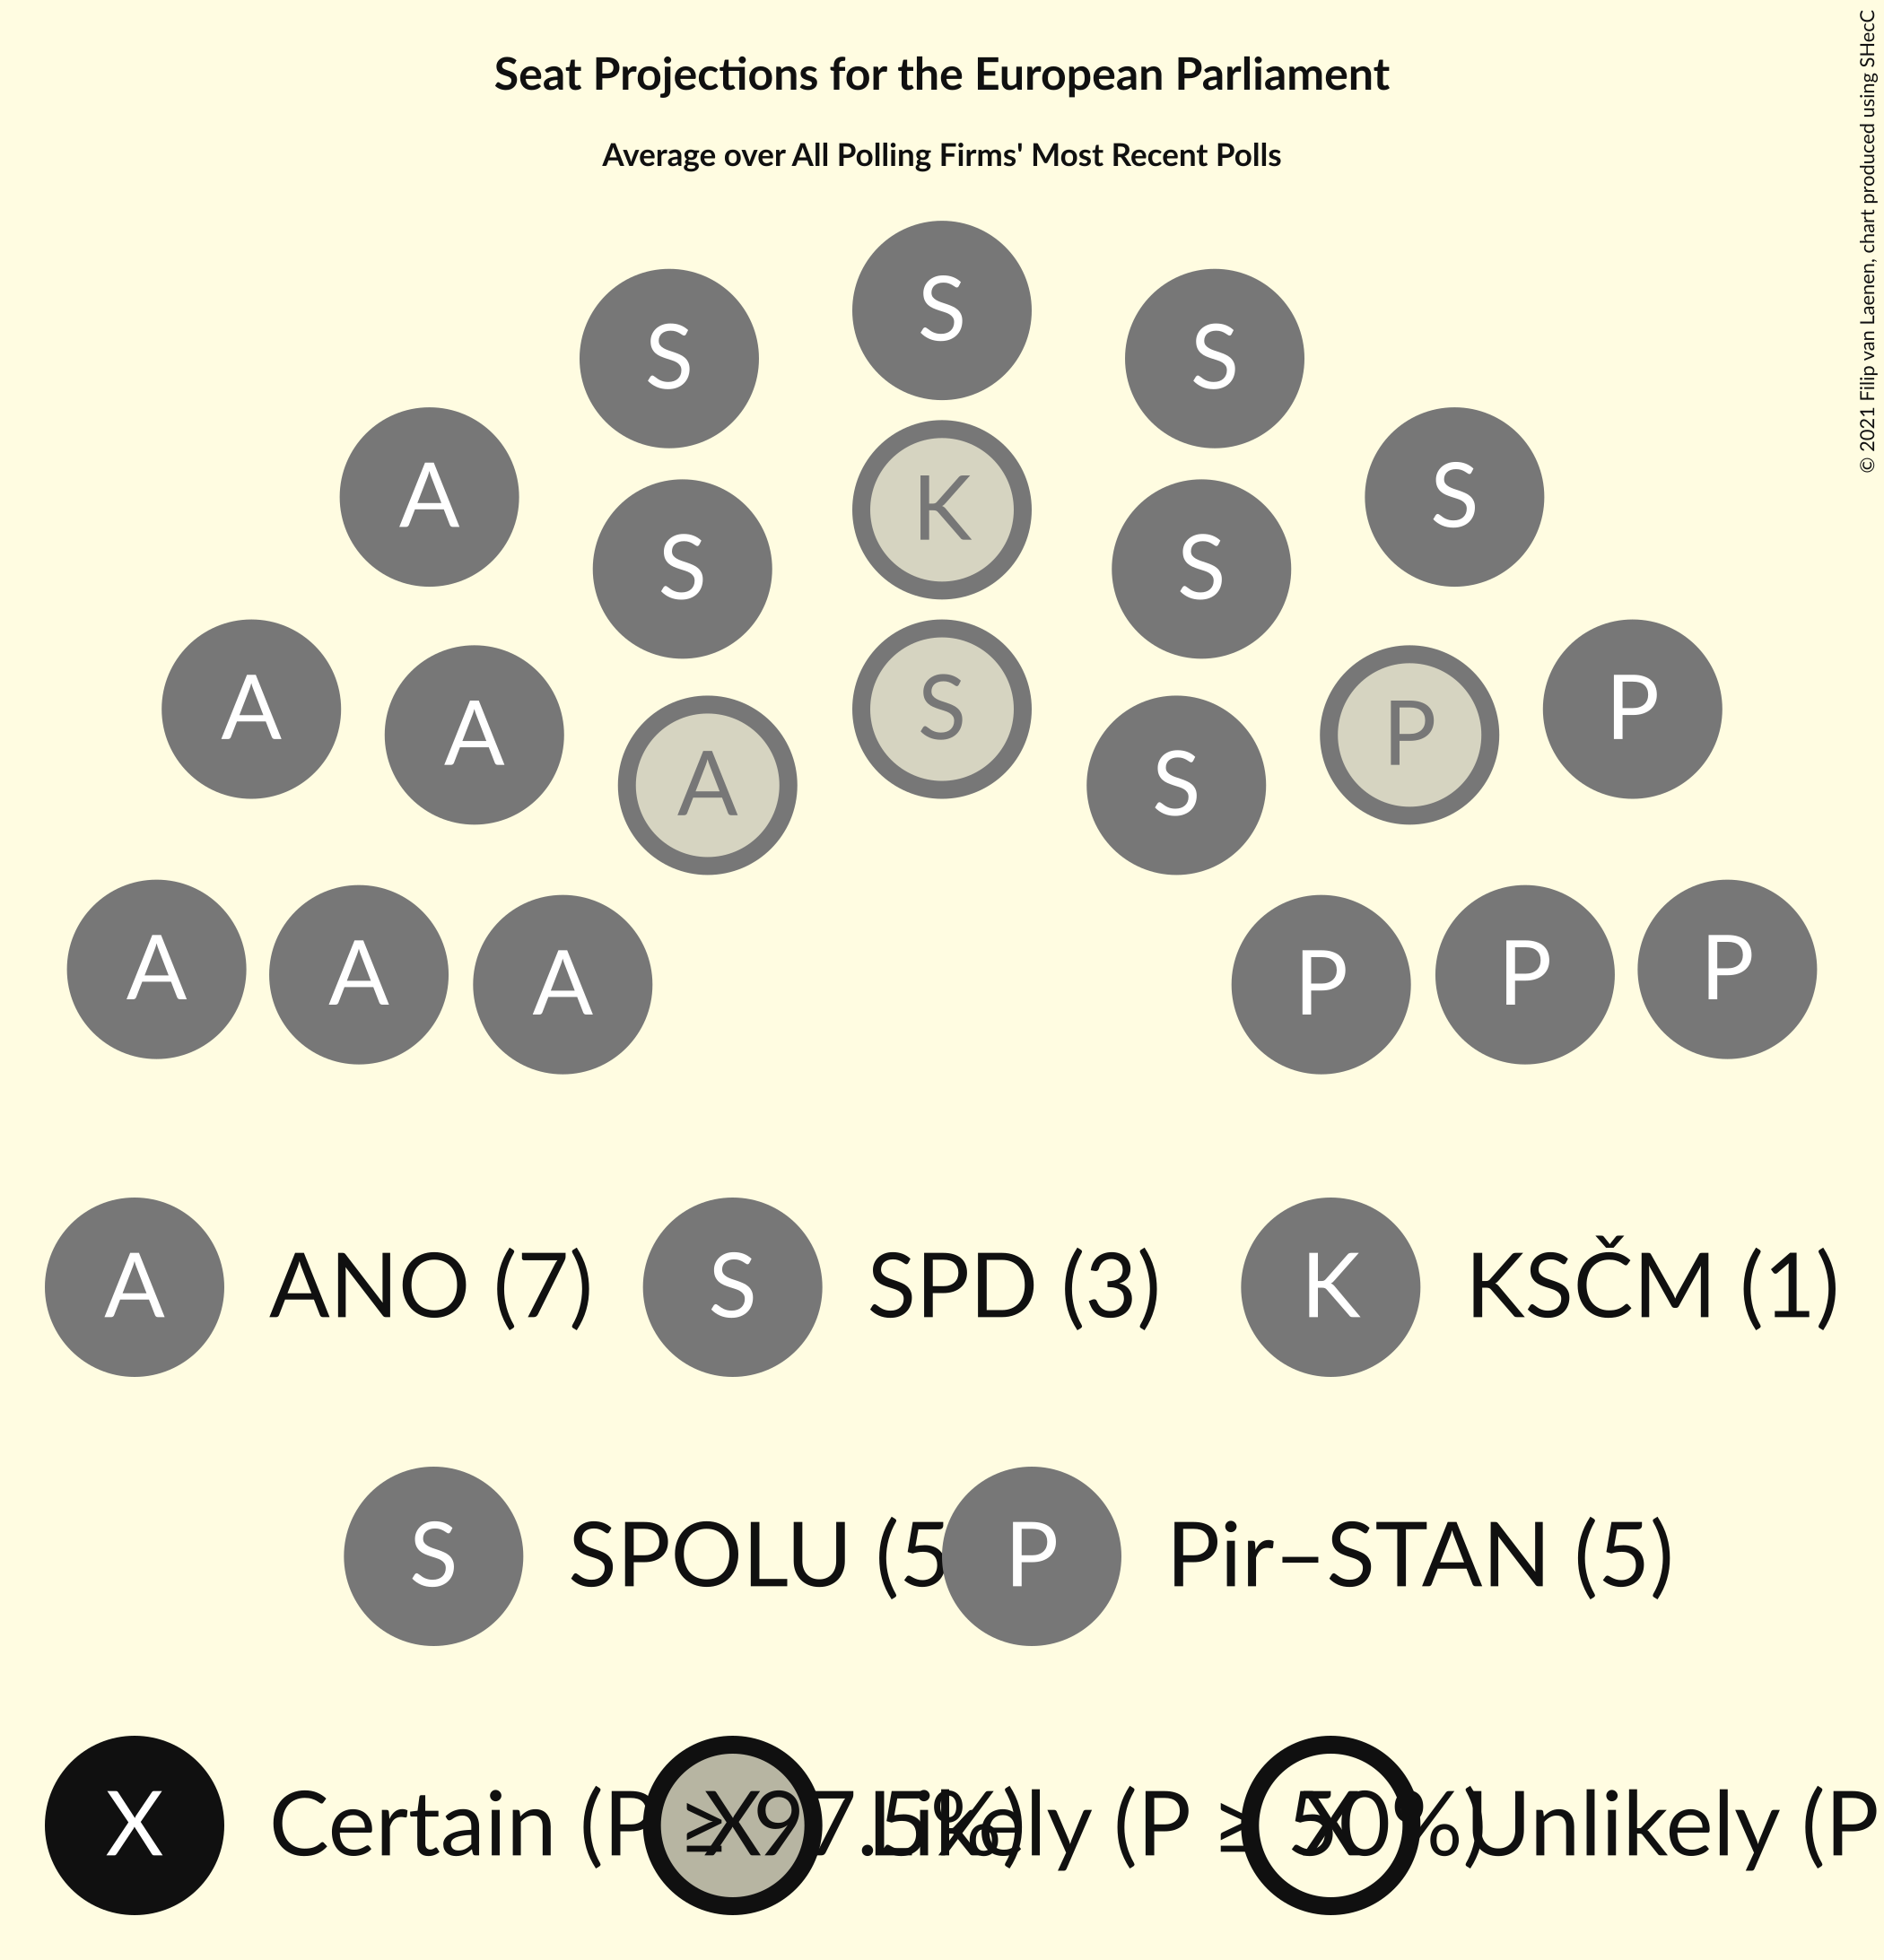 Seat Projections for the European Parliament
Average over All Polling Firms' Most Recent Polls
© 2021 Filip van Laenen, chart produced using SHecC
S
S S
A S
K
S S
A S P
A P
A P
S
A A A P P P
A ANO (7) S SPD (3) K KSČM (1)
S SPOLU (5 P Pir–STAN (5)
X Certain (P ≥ 97.5%) X Likely (P ≥ 50%) X Unlikely (P